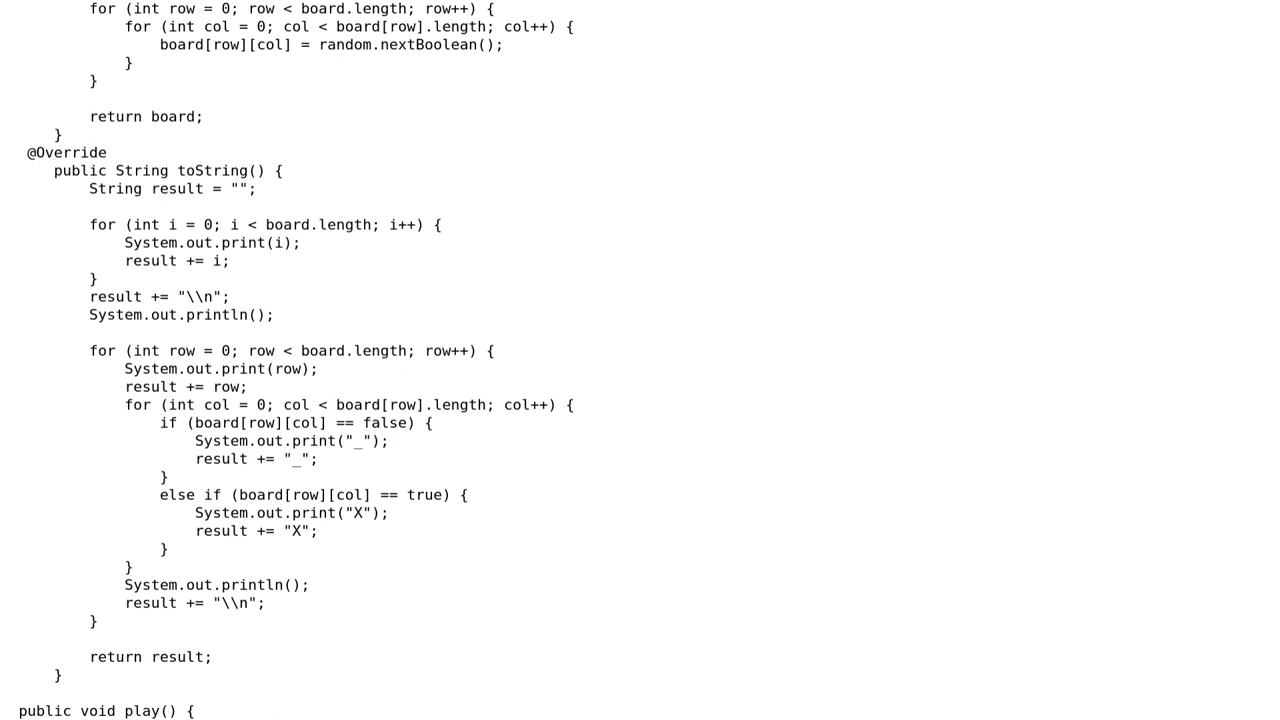 for (int row = 0; row < board.length; row++) {
for (int col = 0; col < board[row].length; col++) {
board[row][col] = random.nextBoolean();
}
}
return board;
}
@Override
public String toString() {
String result = "";
for (int i = 0; i < board.length; i++) {
System.out.print(i);
result += i;
}
result += "\\n";
System.out.println();
for (int row = 0; row < board.length; row++) {
System.out.print(row);
result += row;
for (int col = 0; col < board[row].length; col++) {
if (board[row][col] == false) {
System.out.print("_");
result += "_";
}
else if (board[row][col] == true) {
System.out.print("X");
result += "X";
}
}
System.out.println();
result += "\\n";
}
return result;
}
public void play() {